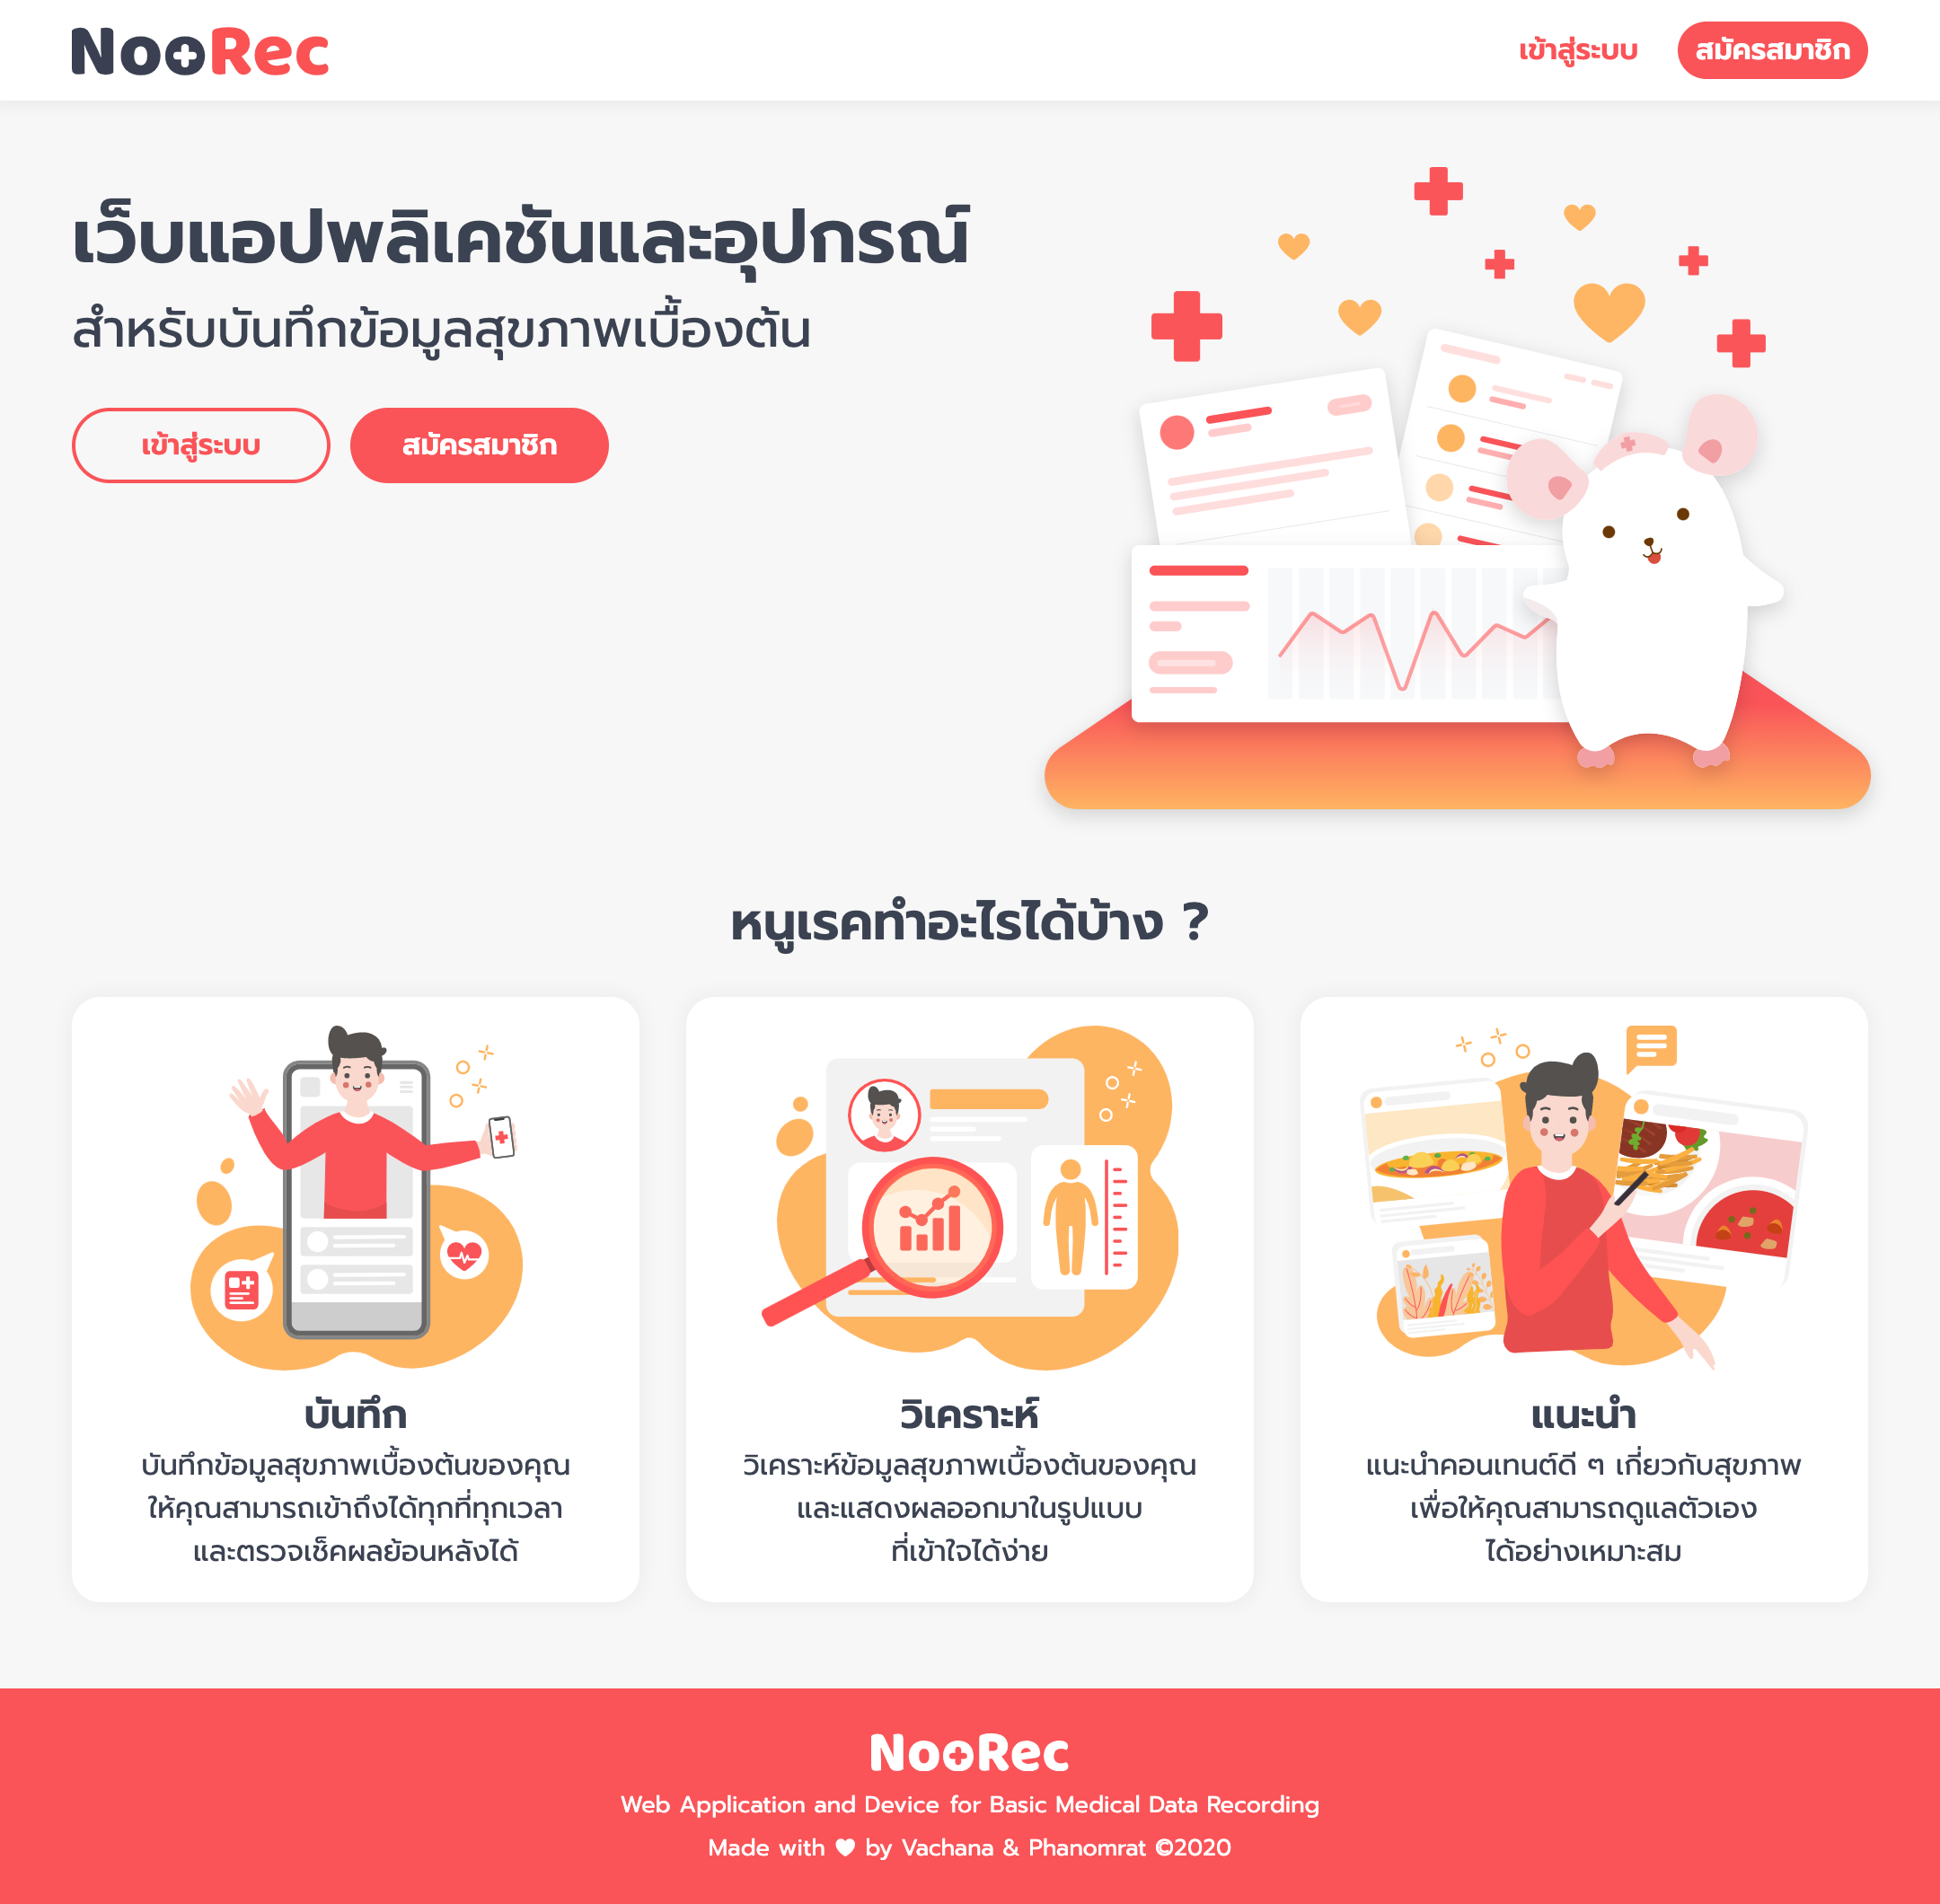 NooRec
เข้าสู่ระบบ
สมัครสมาชิก
เว็บแอปพลิเคชันและอุปกรณ์
สำหรับบันทึกข้อมูลสุขภาพเบื้องต้น
เข้าสู่ระบบ
สมัครสมาชิก
หนูเรคทำอะไรได้บ้าง ?
บันทึก
บันทึกข้อมูลสุขภาพเบื้องต้นของคุณ
ให้คุณสามารถเข้าถึงได้ทุกที่ทุกเวลา
และตรวจเช็คผลย้อนหลังได้
วิเคราะห์
วิเคราะห์ข้อมูลสุขภาพเบื้องต้นของคุณ
และแสดงผลออกมาในรูปแบบ
ที่เข้าใจได้ง่าย
แนะนำ
แนะนำคอนเทนต์ดี ๆ เกี่ยวกับสุขภาพ
เพื่อให้คุณสามารถดูแลตัวเอง
ได้อย่างเหมาะสม
NooRec
Web Application and Device for Basic Medical Data Recording
Made with ♥ by Vachana & Phanomrat ©2020